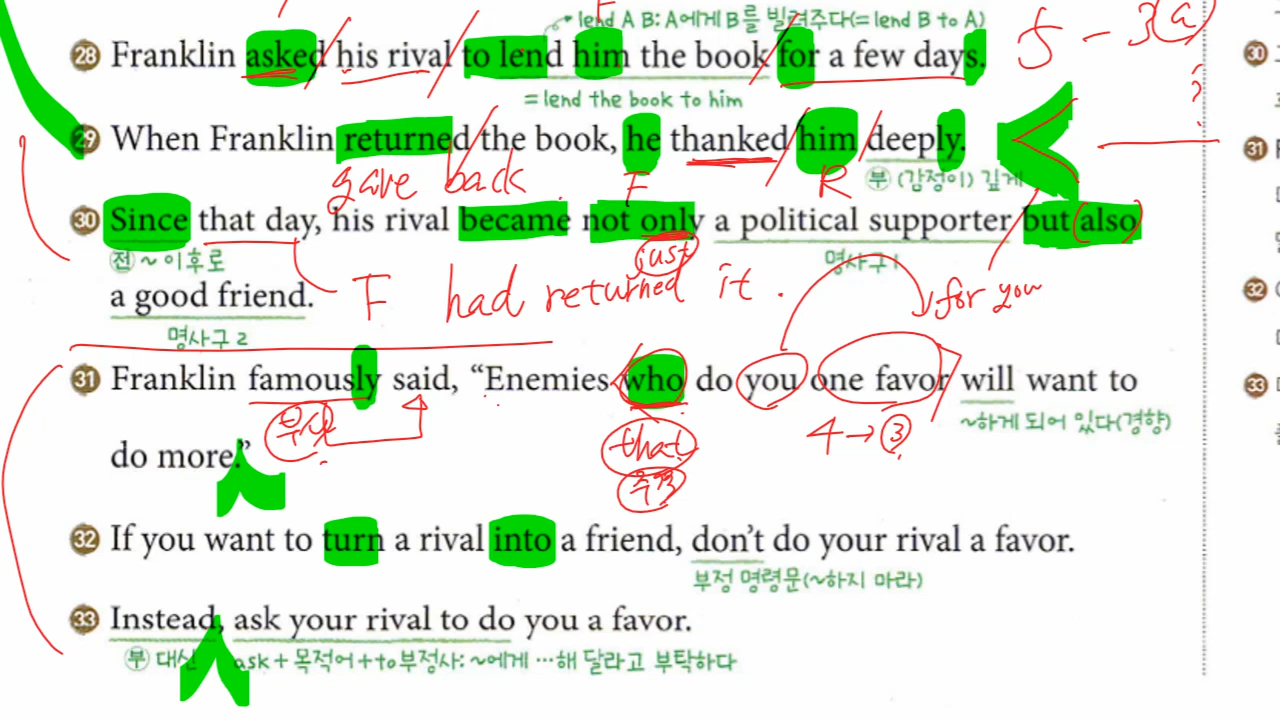 lend A B: A에게 B를 빌려주다(= lend B to A)
28 Franklin asked his rival to lend him the book for a few days.
5 - 3(a)
= lend the book to him
29 When Franklin returned the book, he thanked him deeply.
gave back F R
부 (감정이) 깊게
30 Since that day, his rival became not only a political supporter but also
전 ~ 이후로
just
명사구 1
a good friend.
F had returned it.
for you
명사구 2
31 Franklin famously said, “Enemies who do you one favor will want to
~하게 되어 있다(경향)
부사
that
4 → 3
주격
do more.”
32 If you want to turn a rival into a friend, don’t do your rival a favor.
부정 명령문(~하지 마라)
33 Instead, ask your rival to do you a favor.
부 대신
ask + 목적어 + to부정사: ~에게 …해 달라고 부탁하다
30
31
32
33